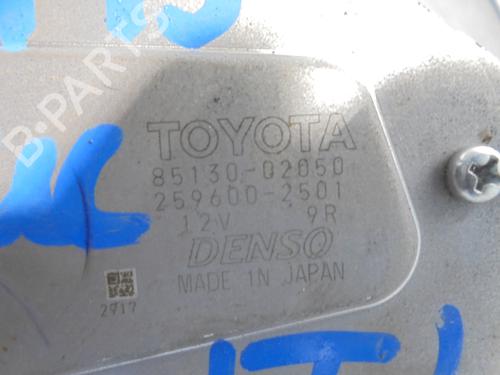 B-PARTS
TOYOTA
85130-02050
259600-2501
12V 9R
DENSO
MADE IN JAPAN
2917